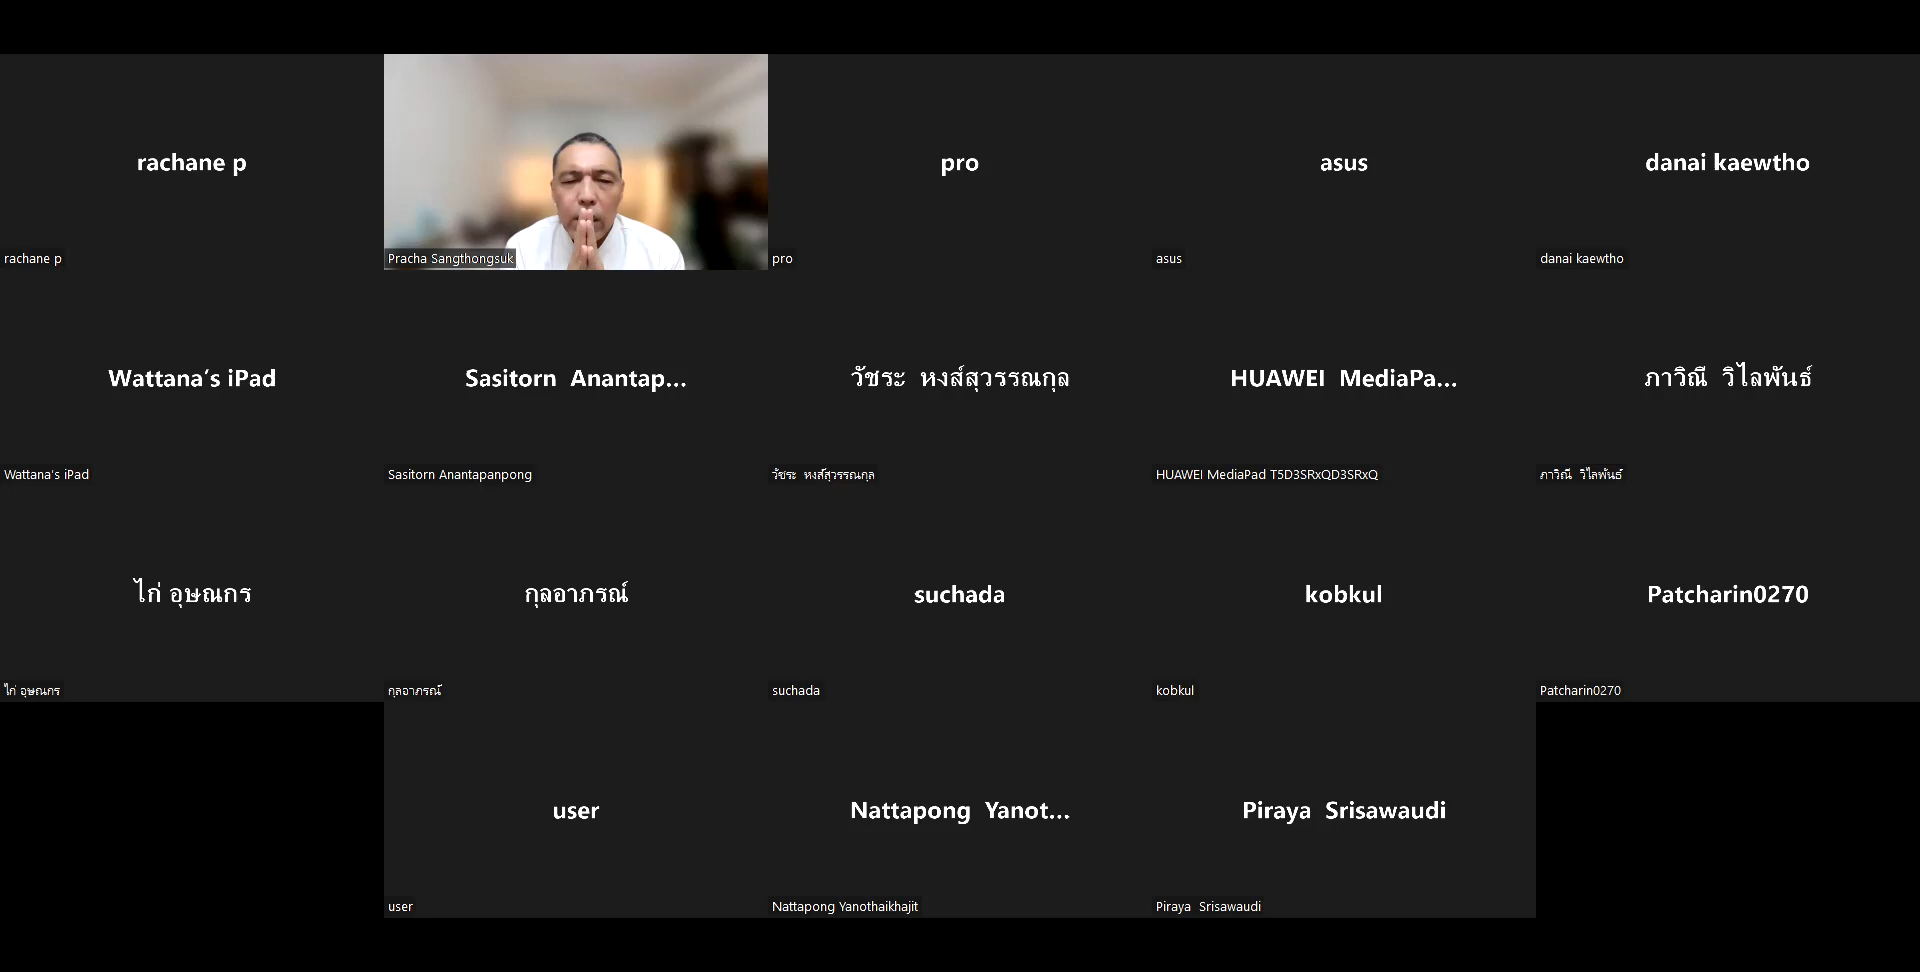 rachane p
rachane p
Pracha Sangthongsuk
pro
pro
asus
asus
danai kaewtho
danai kaewtho
Wattana's iPad
Wattana's iPad
Sasitorn Anantap...
Sasitorn Anantapanpong
วัชระ หงส์สุวรรณกุล
วัชระ หงส์สุวรรณกุล
HUAWEI MediaPa...
HUAWEI MediaPad T5D3SRxQD3SRxQ
ภาวิณี วิไลพันธ์
ภาวิณี วิไลพันธ์
ไก่ อุษณกร
ไก่ อุษณกร
กุลอาภรณ์
กุลอาภรณ์
suchada
suchada
kobkul
kobkul
Patcharin0270
Patcharin0270
user
user
Nattapong Yanot...
Nattapong Yanothaikhajit
Piraya Srisawaudi
Piraya Srisawaudi